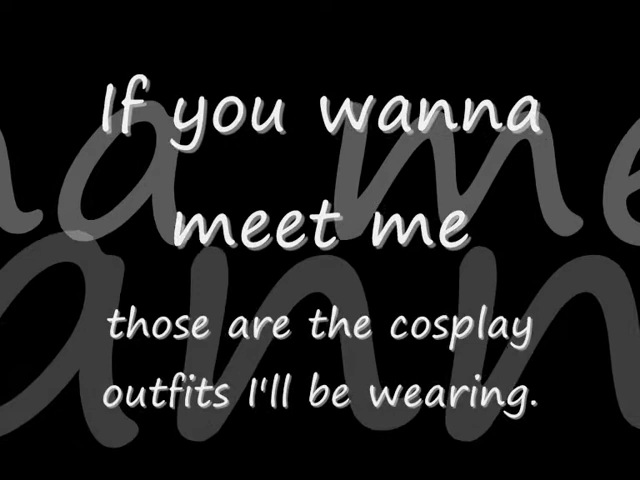 If you wanna
meet me
those are the cosplay
outfits I'll be wearing.